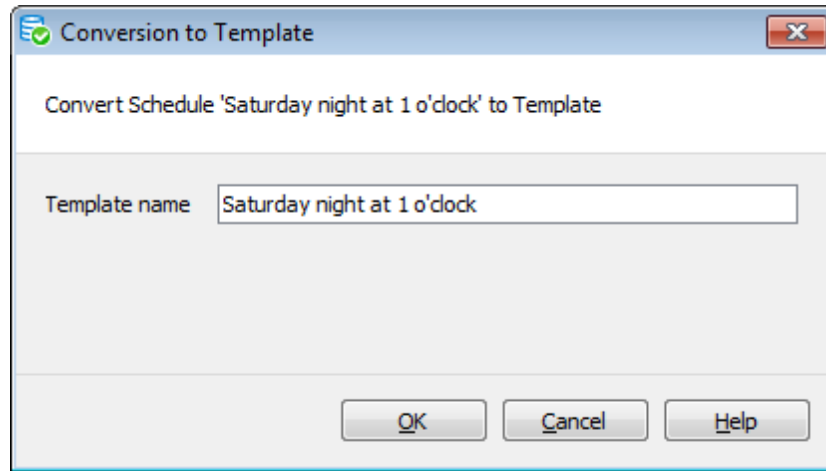 Conversion to Template
Convert Schedule 'Saturday night at 1 o'clock' to Template
Template name Saturday night at 1 o'clock
OK Cancel Help